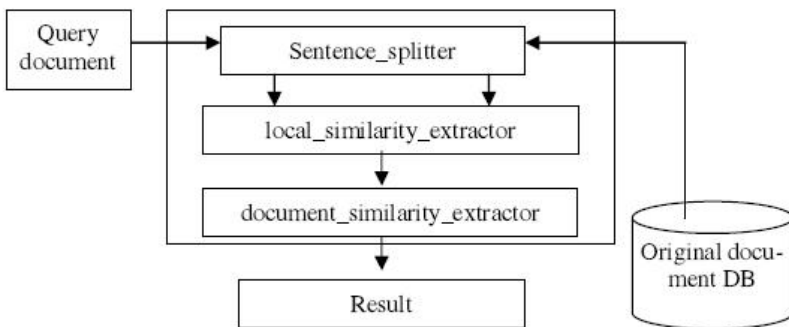 Query
document
Sentence_splitter
local_similarity_extractor
document_similarity_extractor
Original docu-
ment DB
Result